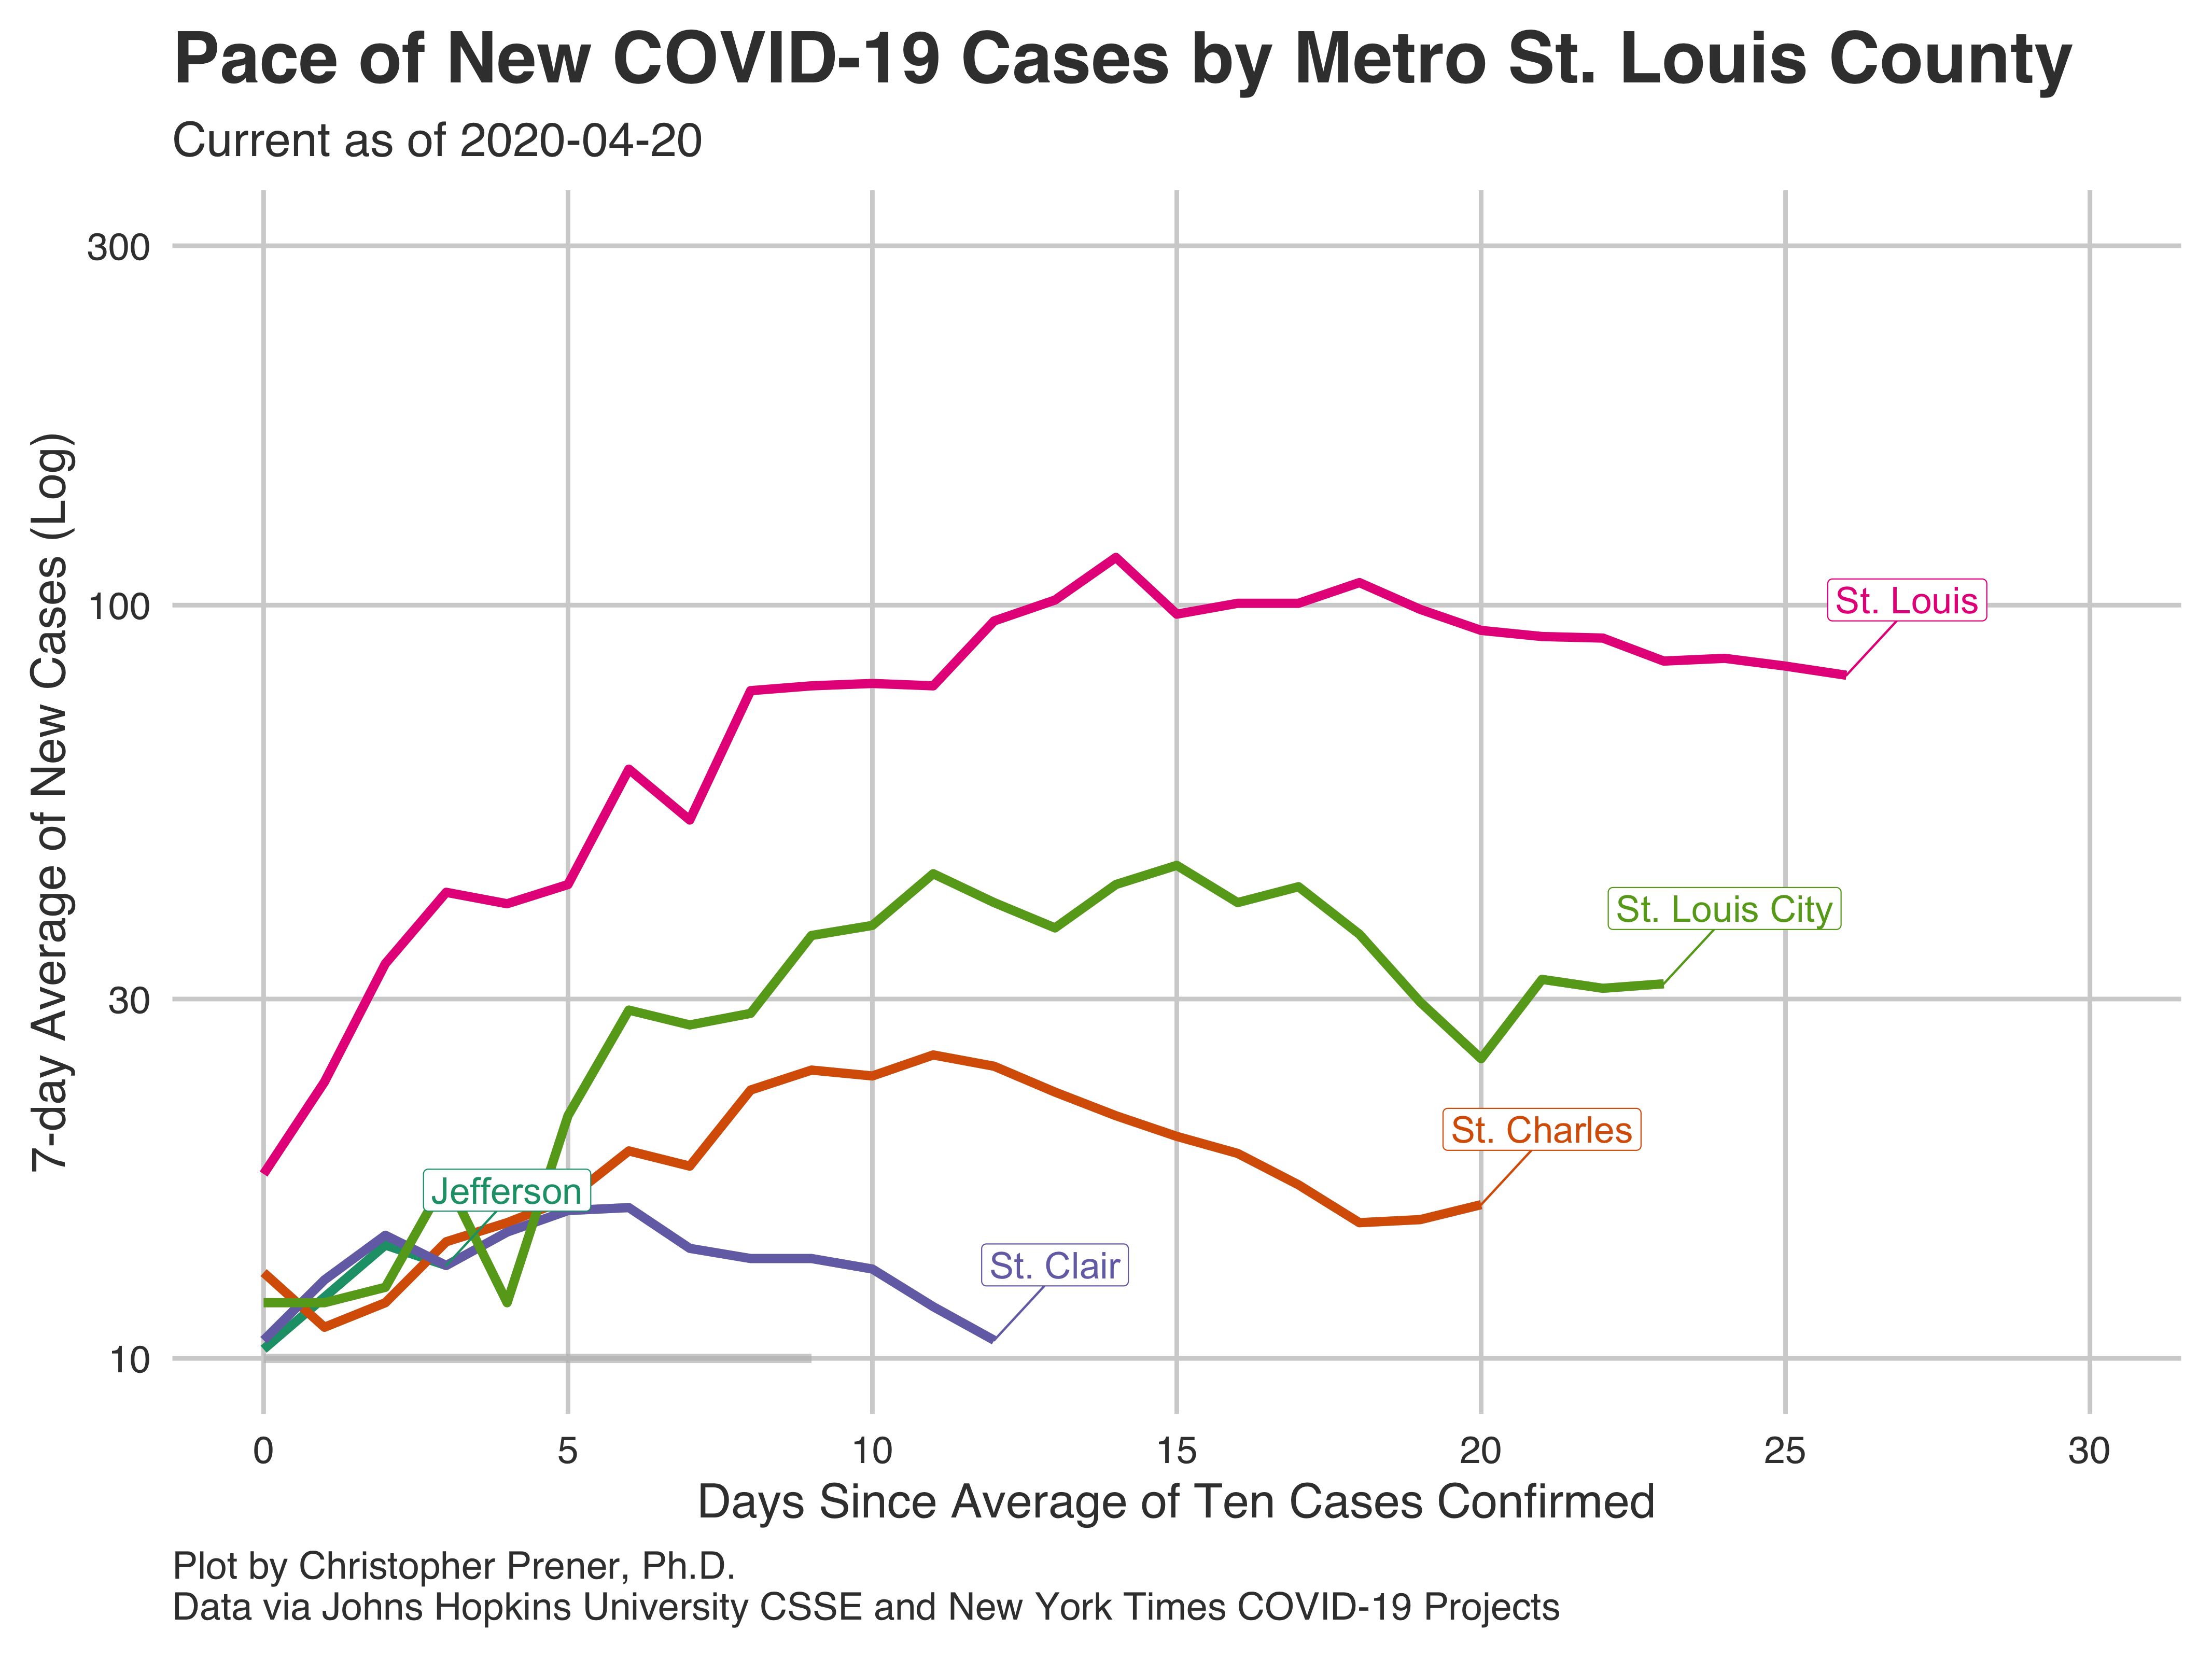 Pace of New COVID-19 Cases by Metro St. Louis County
Current as of 2020-04-20
7-day Average of New Cases (Log)
300
100
30
10
St. Louis
St. Louis City
St. Charles
Jefferson
St. Clair
0 5 10 15 20 25 30
Days Since Average of Ten Cases Confirmed
Plot by Christopher Prener, Ph.D.
Data via Johns Hopkins University CSSE and New York Times COVID-19 Projects